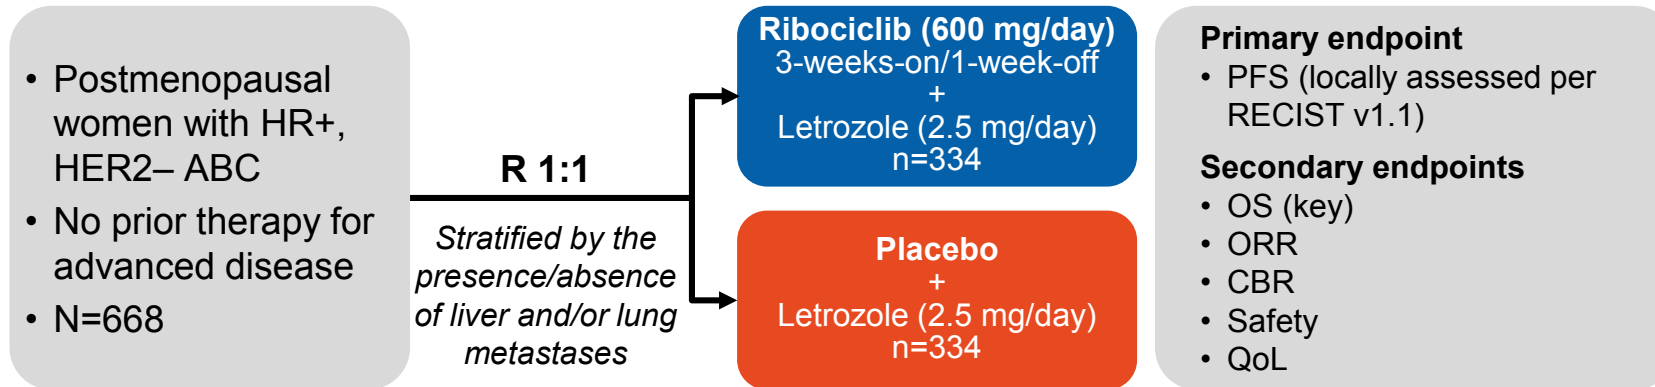 • Postmenopausal
women with HR+,
HER2– ABC
• No prior therapy for
advanced disease
• N=668
R 1:1
Stratified by the
presence/absence
of liver and/or lung
metastases
Ribociclib (600 mg/day)
3-weeks-on/1-week-off
+
Letrozole (2.5 mg/day)
n=334
Placebo
+
Letrozole (2.5 mg/day)
n=334
Primary endpoint
• PFS (locally assessed per
RECIST v1.1)
Secondary endpoints
• OS (key)
• ORR
• CBR
• Safety
• QoL